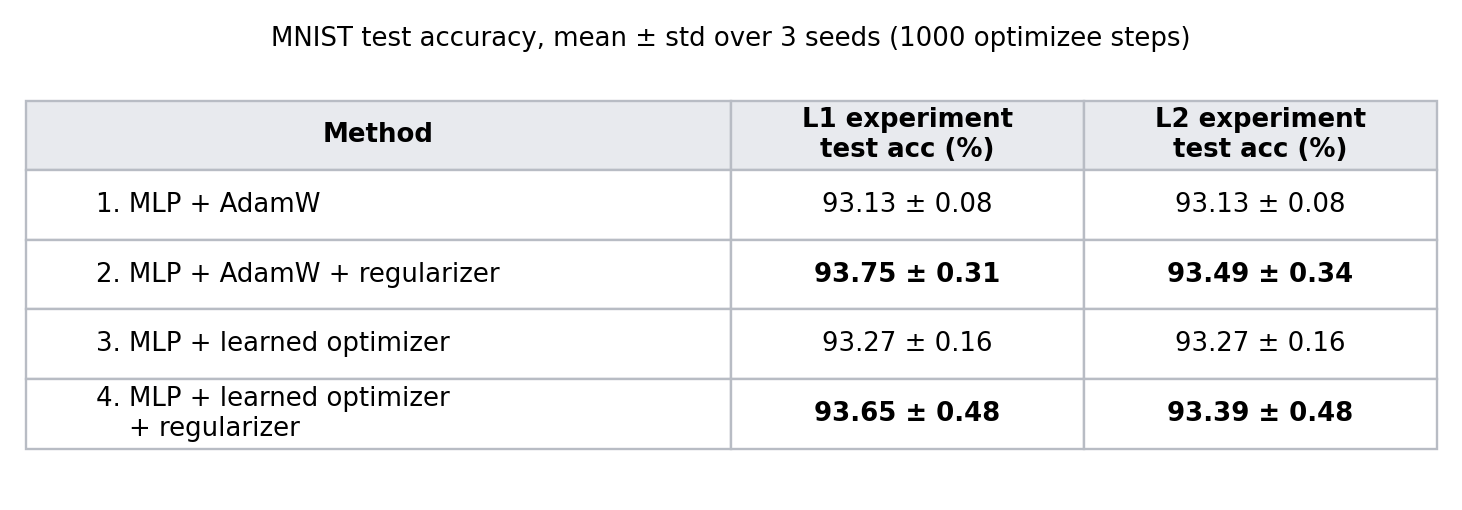 MNIST test accuracy, mean ± std over 3 seeds (1000 optimizee steps)
Method
L1 experiment
test acc (%)
L2 experiment
test acc (%)
1. MLP + AdamW
93.13 ± 0.08
93.13 ± 0.08
2. MLP + AdamW + regularizer
93.75 ± 0.31
93.49 ± 0.34
3. MLP + learned optimizer
93.27 ± 0.16
93.27 ± 0.16
4. MLP + learned optimizer
+ regularizer
93.65 ± 0.48
93.39 ± 0.48